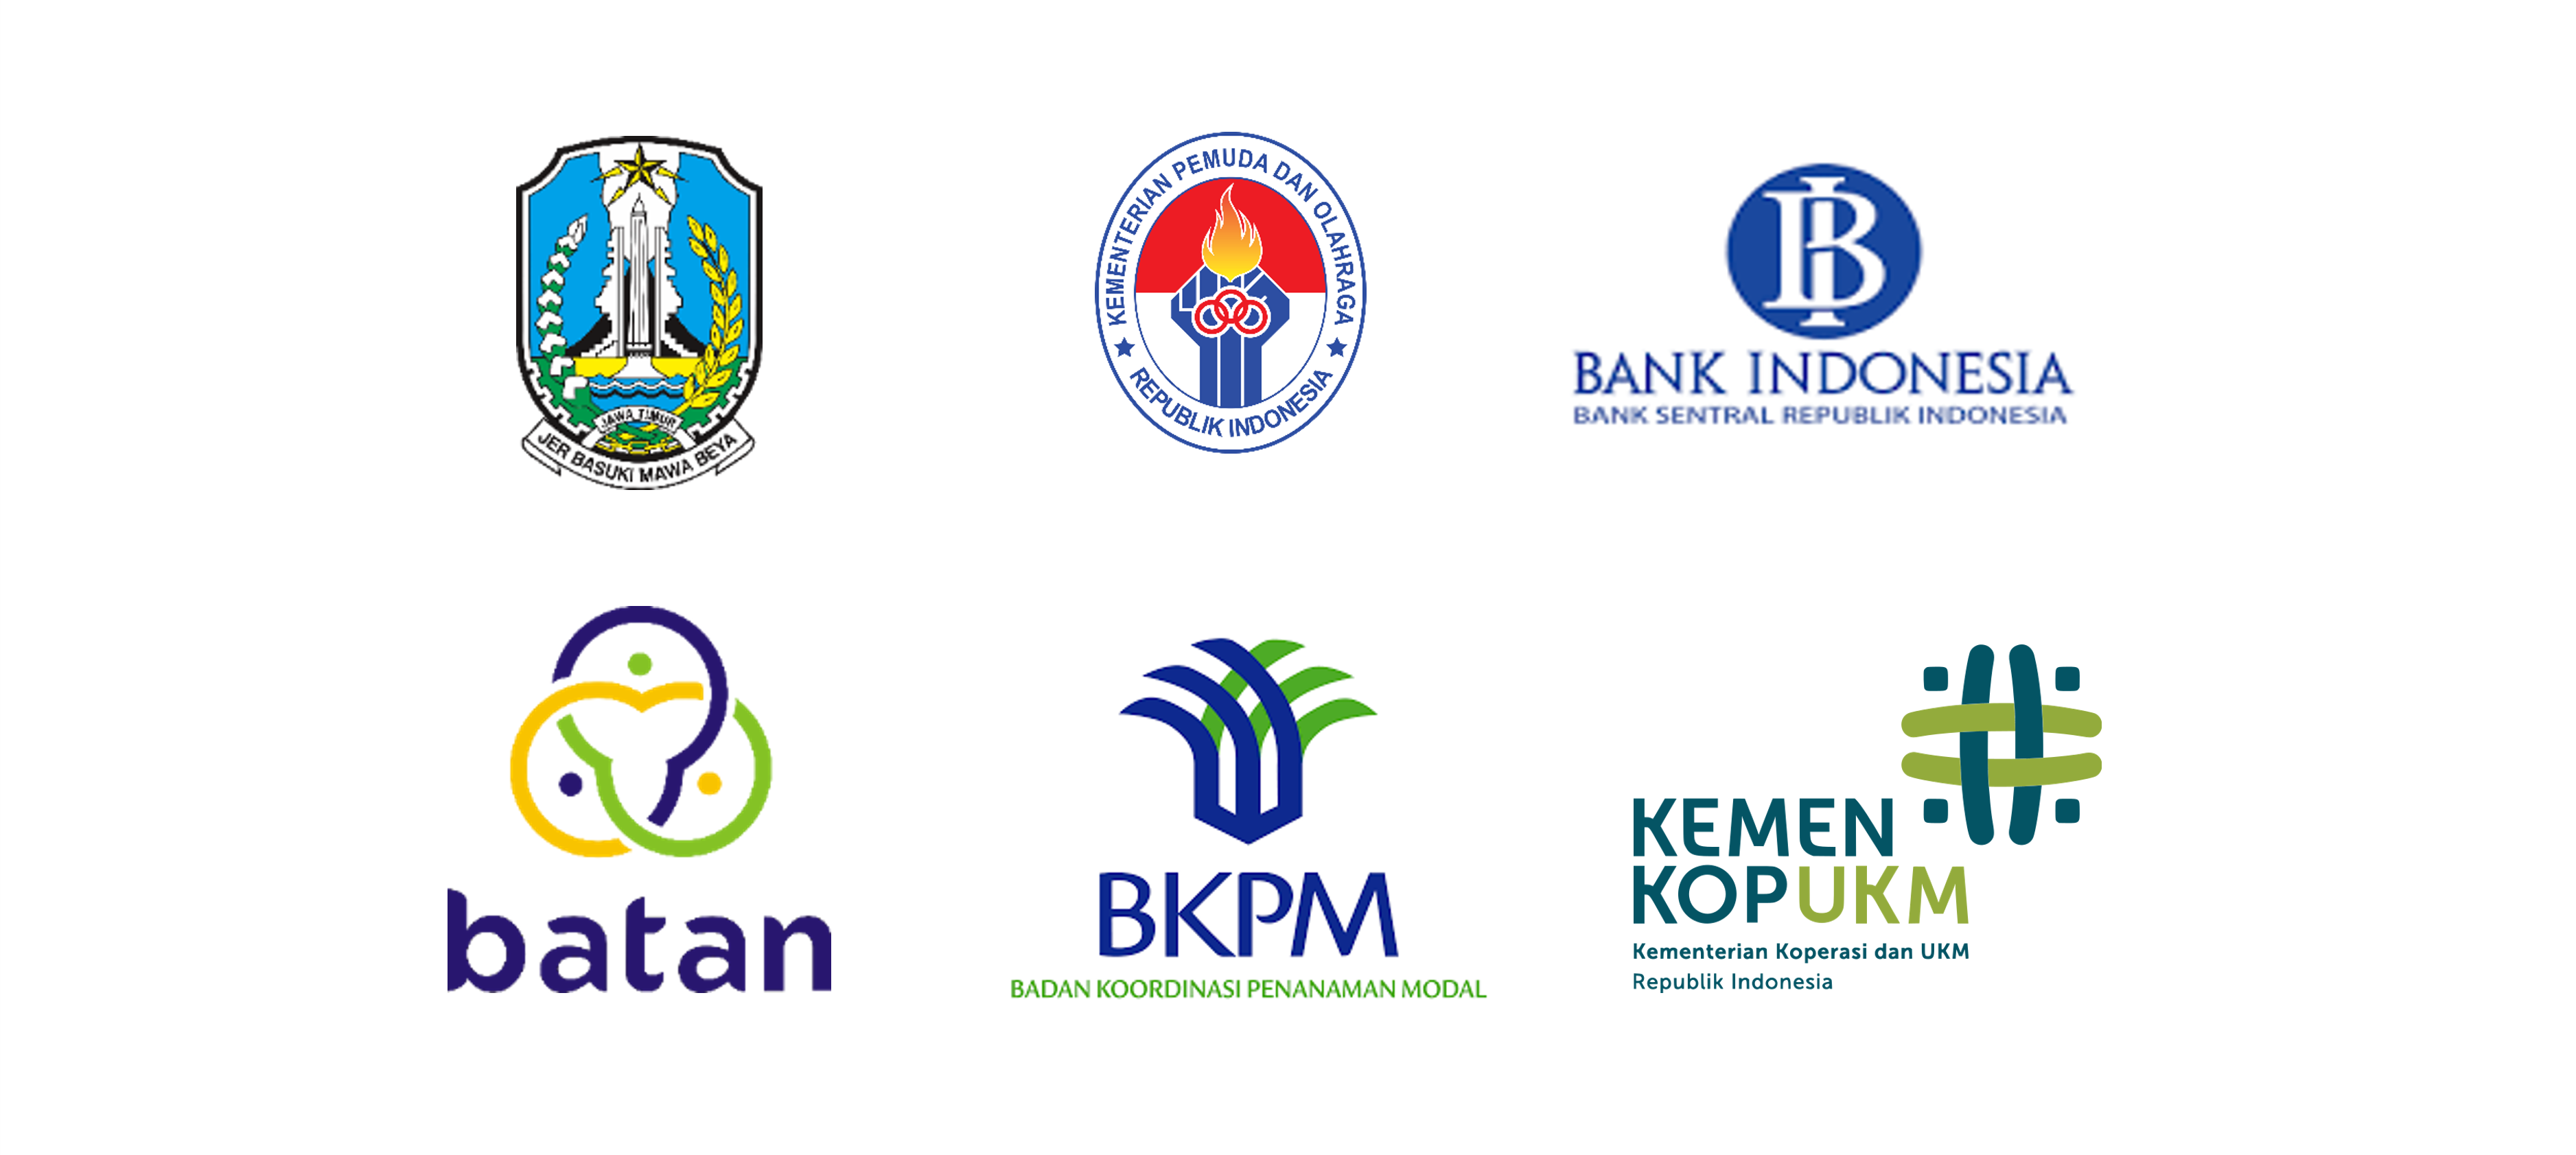 JAWA TIMUR
JER BASUKI MAWA BEYA
KEMENTERIAN PEMUDA DAN OLAHRAGA
REPUBLIK INDONESIA
BI
BANK INDONESIA
BANK SENTRAL REPUBLIK INDONESIA
batan
BKPM
BADAN KOORDINASI PENANAMAN MODAL
KEMEN
KOPUKM
Kementerian Koperasi dan UKM
Republik Indonesia